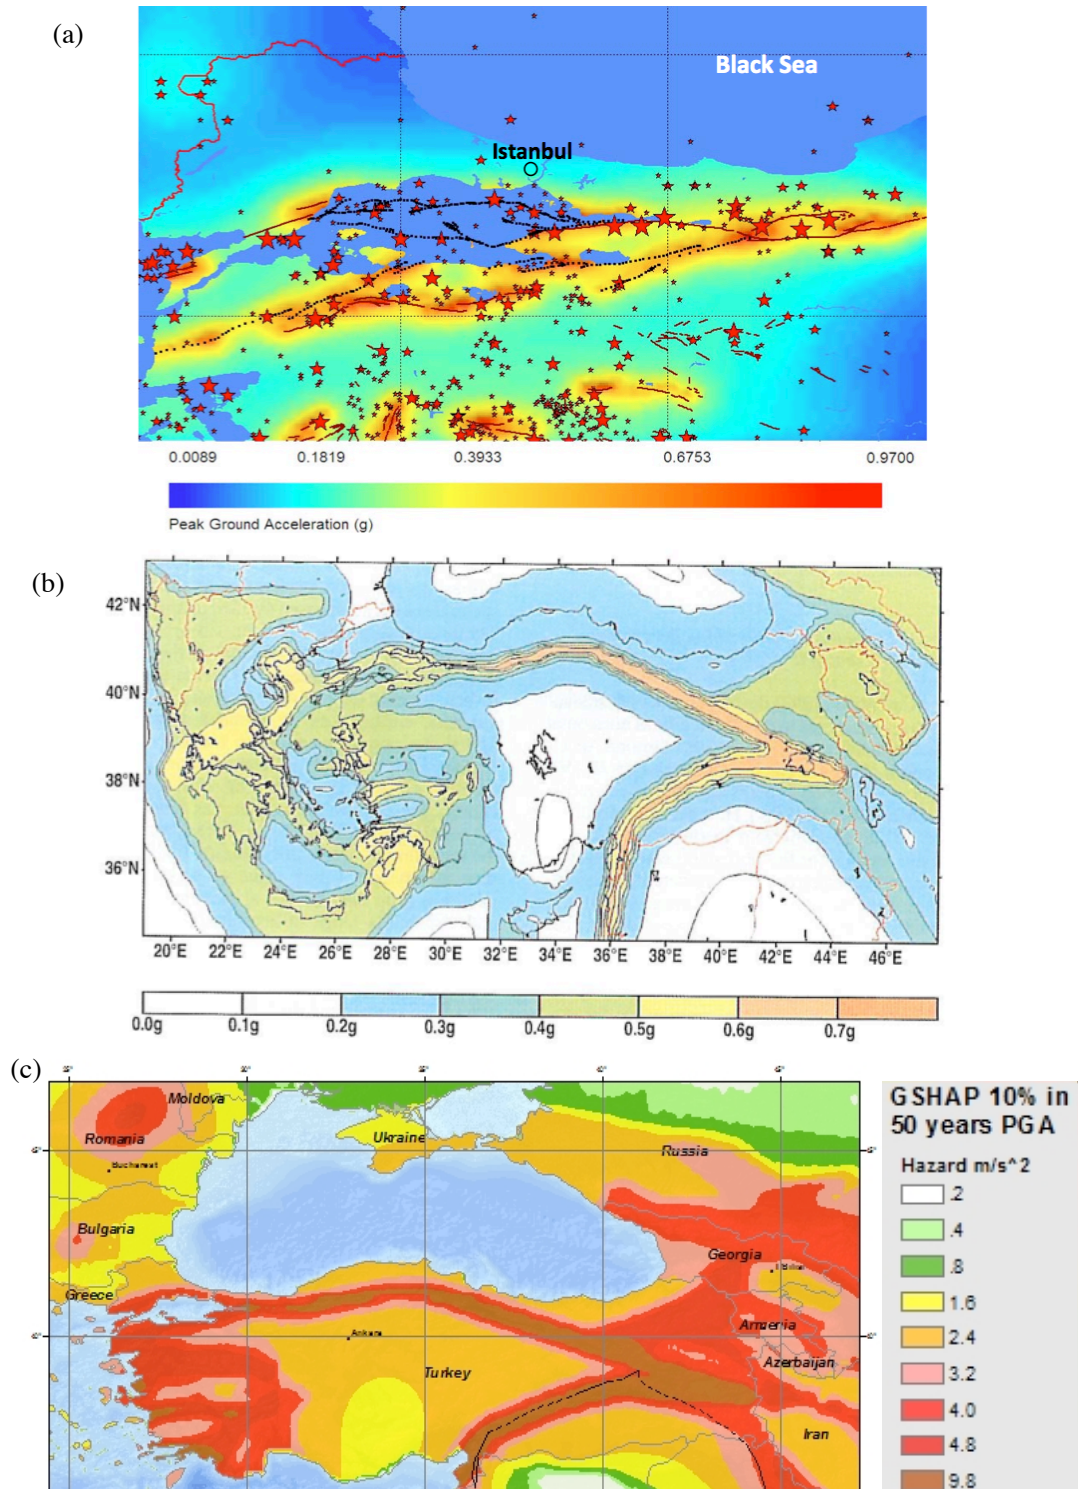 (a)
Black Sea
Istanbul
0.0089 0.1819 0.3933 0.6753 0.9700
Peak Ground Acceleration (g)
(b)
42°N
40°N
38°N
36°N
20°E 22°E 24°E 26°E 28°E 30°E 32°E 34°E 36°E 38°E 40°E 42°E 44°E 46°E
0.0g 0.1g 0.2g 0.3g 0.4g 0.5g 0.6g 0.7g
(c)
Moldova
Romania
Bucharest
Ukraine
Russia
Bulgaria
Georgia
Greece
Ankara
Armenia
Azerbaijan
Turkey
Iran
GSHAP 10% in
50 years PGA
Hazard m/s^2
.2
.4
.8
1.6
2.4
3.2
4.0
4.8
9.8